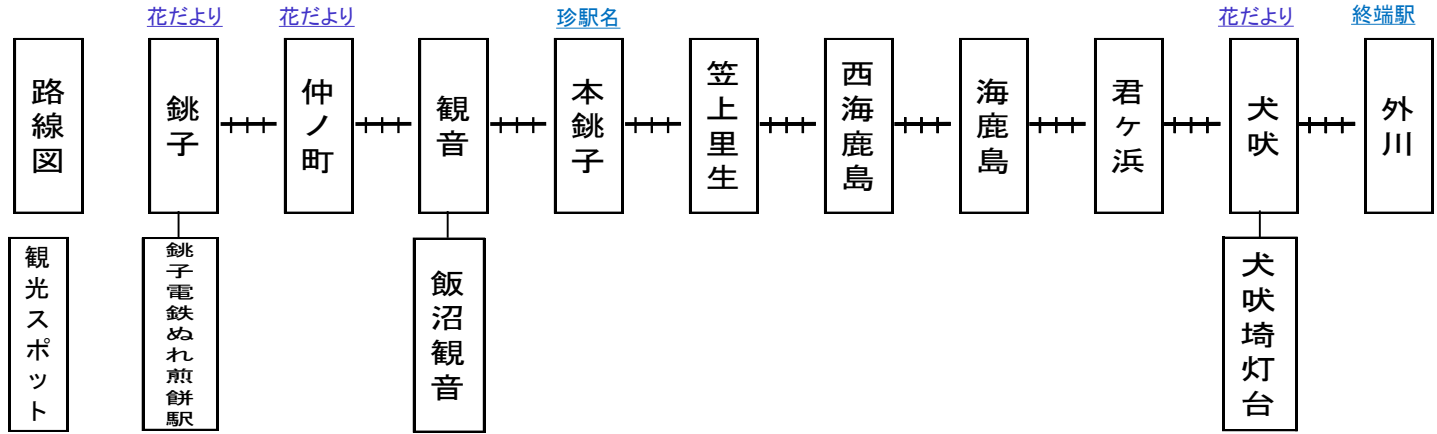 花だより
花だより
珍駅名
花だより
終端駅
路線図
銚子
仲ノ町
観音
本銚子
笠上里生
西海鹿島
海鹿島
君ヶ浜
犬吠
外川
観光スポット
銚子電鉄ぬれ煎餅駅
飯沼観音
犬吠埼灯台